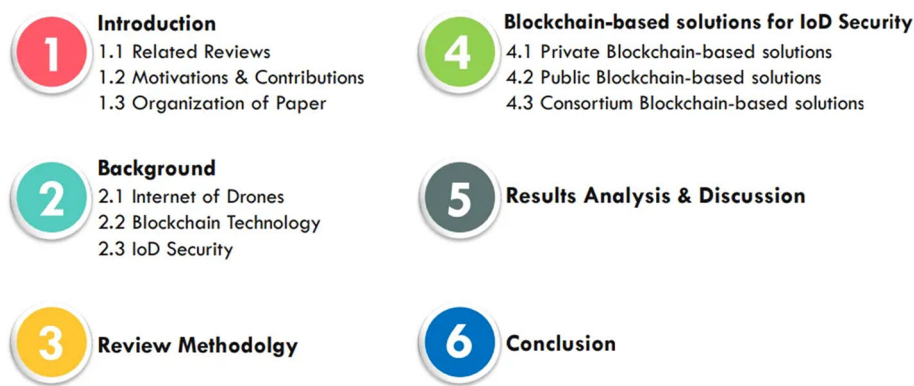 1
Introduction
1.1 Related Reviews
1.2 Motivations & Contributions
1.3 Organization of Paper
2
Background
2.1 Internet of Drones
2.2 Blockchain Technology
2.3 IoD Security
3
Review Methodolgy
4
Blockchain-based solutions for IoD Security
4.1 Private Blockchain-based solutions
4.2 Public Blockchain-based solutions
4.3 Consortium Blockchain-based solutions
5
Results Analysis & Discussion
6
Conclusion